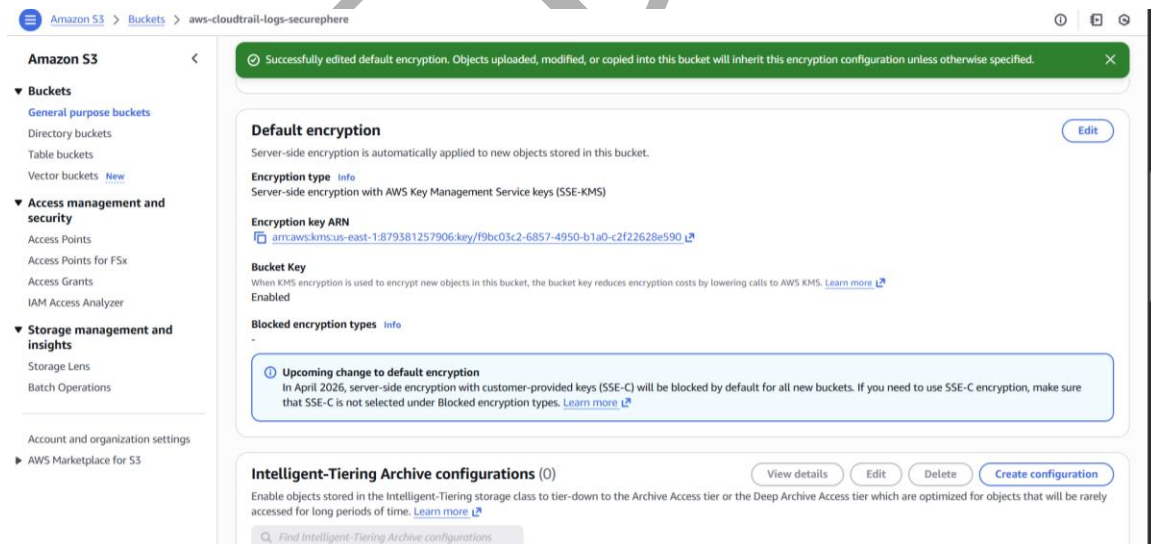 Amazon S3 > Buckets > aws-cloudtrail-logs-securephere
Amazon S3
Buckets
General purpose buckets
Directory buckets
Table buckets
Vector buckets New
Access management and
security
Access Points
Access Points for FSx
Access Grants
IAM Access Analyzer
Storage management and
insights
Storage Lens
Batch Operations
Account and organization settings
AWS Marketplace for S3
Successfully edited default encryption. Objects uploaded, modified, or copied into this bucket will inherit this encryption configuration unless otherwise specified.
Default encryption
Edit
Server-side encryption is automatically applied to new objects stored in this bucket.
Encryption type Info
Server-side encryption with AWS Key Management Service keys (SSE-KMS)
Encryption key ARN
arn:aws:kms:us-east-1:879381257906:key/f9bc03c2-6857-4950-b1a0-c2f22628e590
Bucket Key
When KMS encryption is used to encrypt new objects in this bucket, the bucket key reduces encryption costs by lowering calls to AWS KMS. Learn more
Enabled
Blocked encryption types Info
-
Upcoming change to default encryption
In April 2026, server-side encryption with customer-provided keys (SSE-C) will be blocked by default for all new buckets. If you need to use SSE-C encryption, make sure
that SSE-C is not selected under Blocked encryption types. Learn more
Intelligent-Tiering Archive configurations (0)
View details Edit Delete Create configuration
Enable objects stored in the Intelligent-Tiering storage class to tier-down to the Archive Access tier or the Deep Archive Access tier which are optimized for objects that will be rarely
accessed for long periods of time. Learn more
Find Intelligent-Tiering Archive configurations